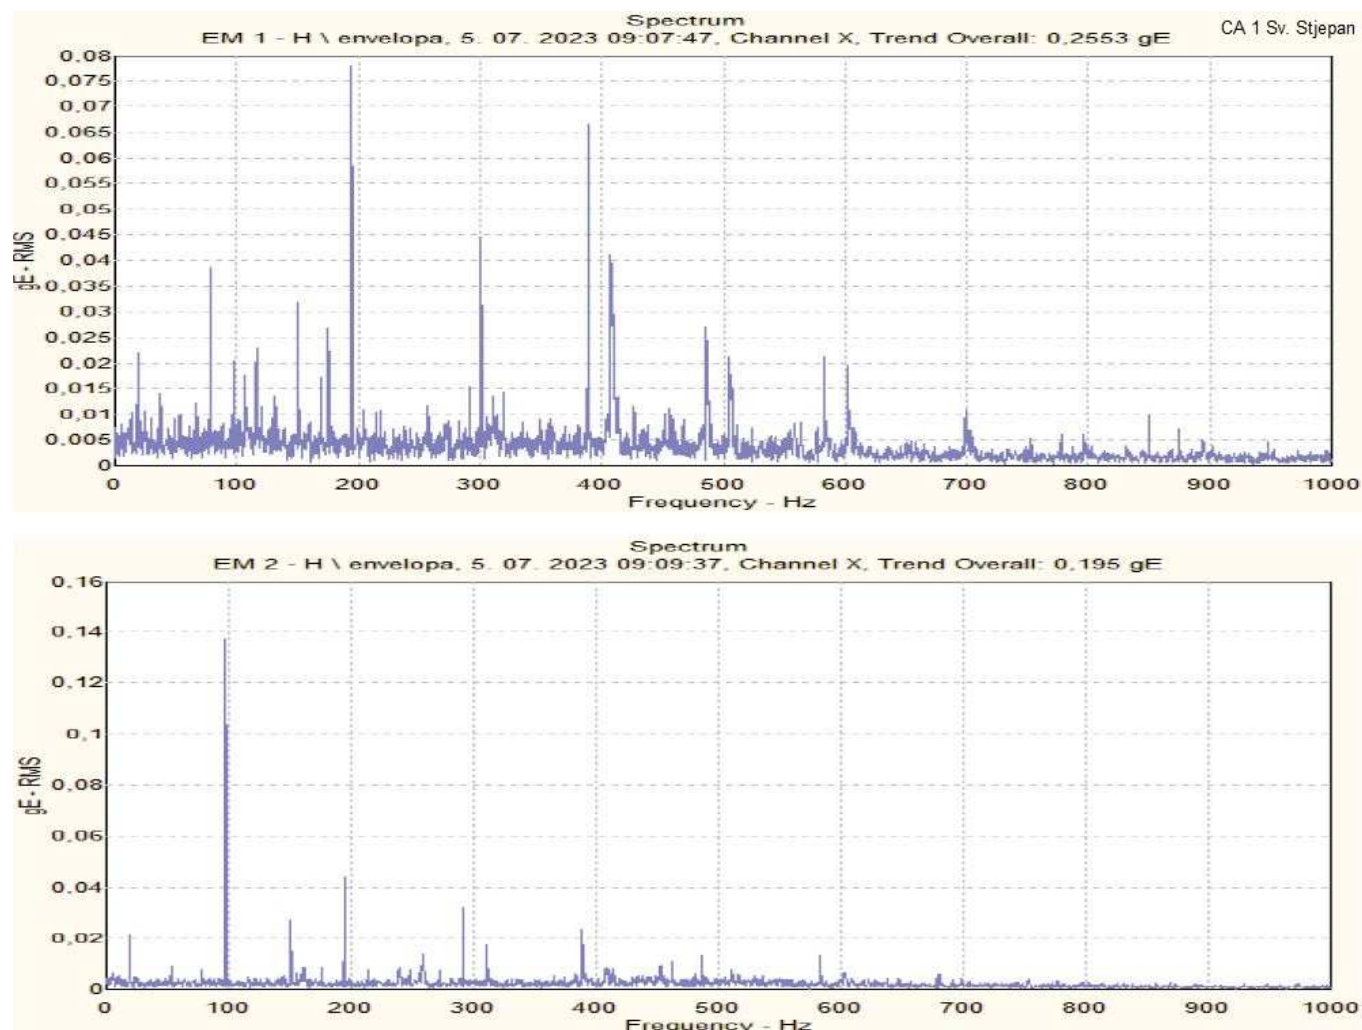 Spectrum
EM 1 - H \ envelopa, 5. 07. 2023 09:07:47, Channel X, Trend Overall: 0,2553 gE
CA 1 Sv. Stjepan
0.08
0,075
0,07
0,065
0,06
0,055
0,05
0,045
0,04
0,035
0,03
0,025
0,02
0,015
0,01
0.005
0
gE - RMS
0 100 200 300 400 500 600 700 800 900 1000
Frequency - Hz
Spectrum
EM 2 - H \ envelopa, 5. 07. 2023 09:09:37, Channel X, Trend Overall: 0,195 gE
0,16
0,14
0,12
0,1
0,08
0,06
0,04
0,02
0
gE - RMS
0 100 200 300 400 500 600 700 800 900 1000
Frequency - Hz